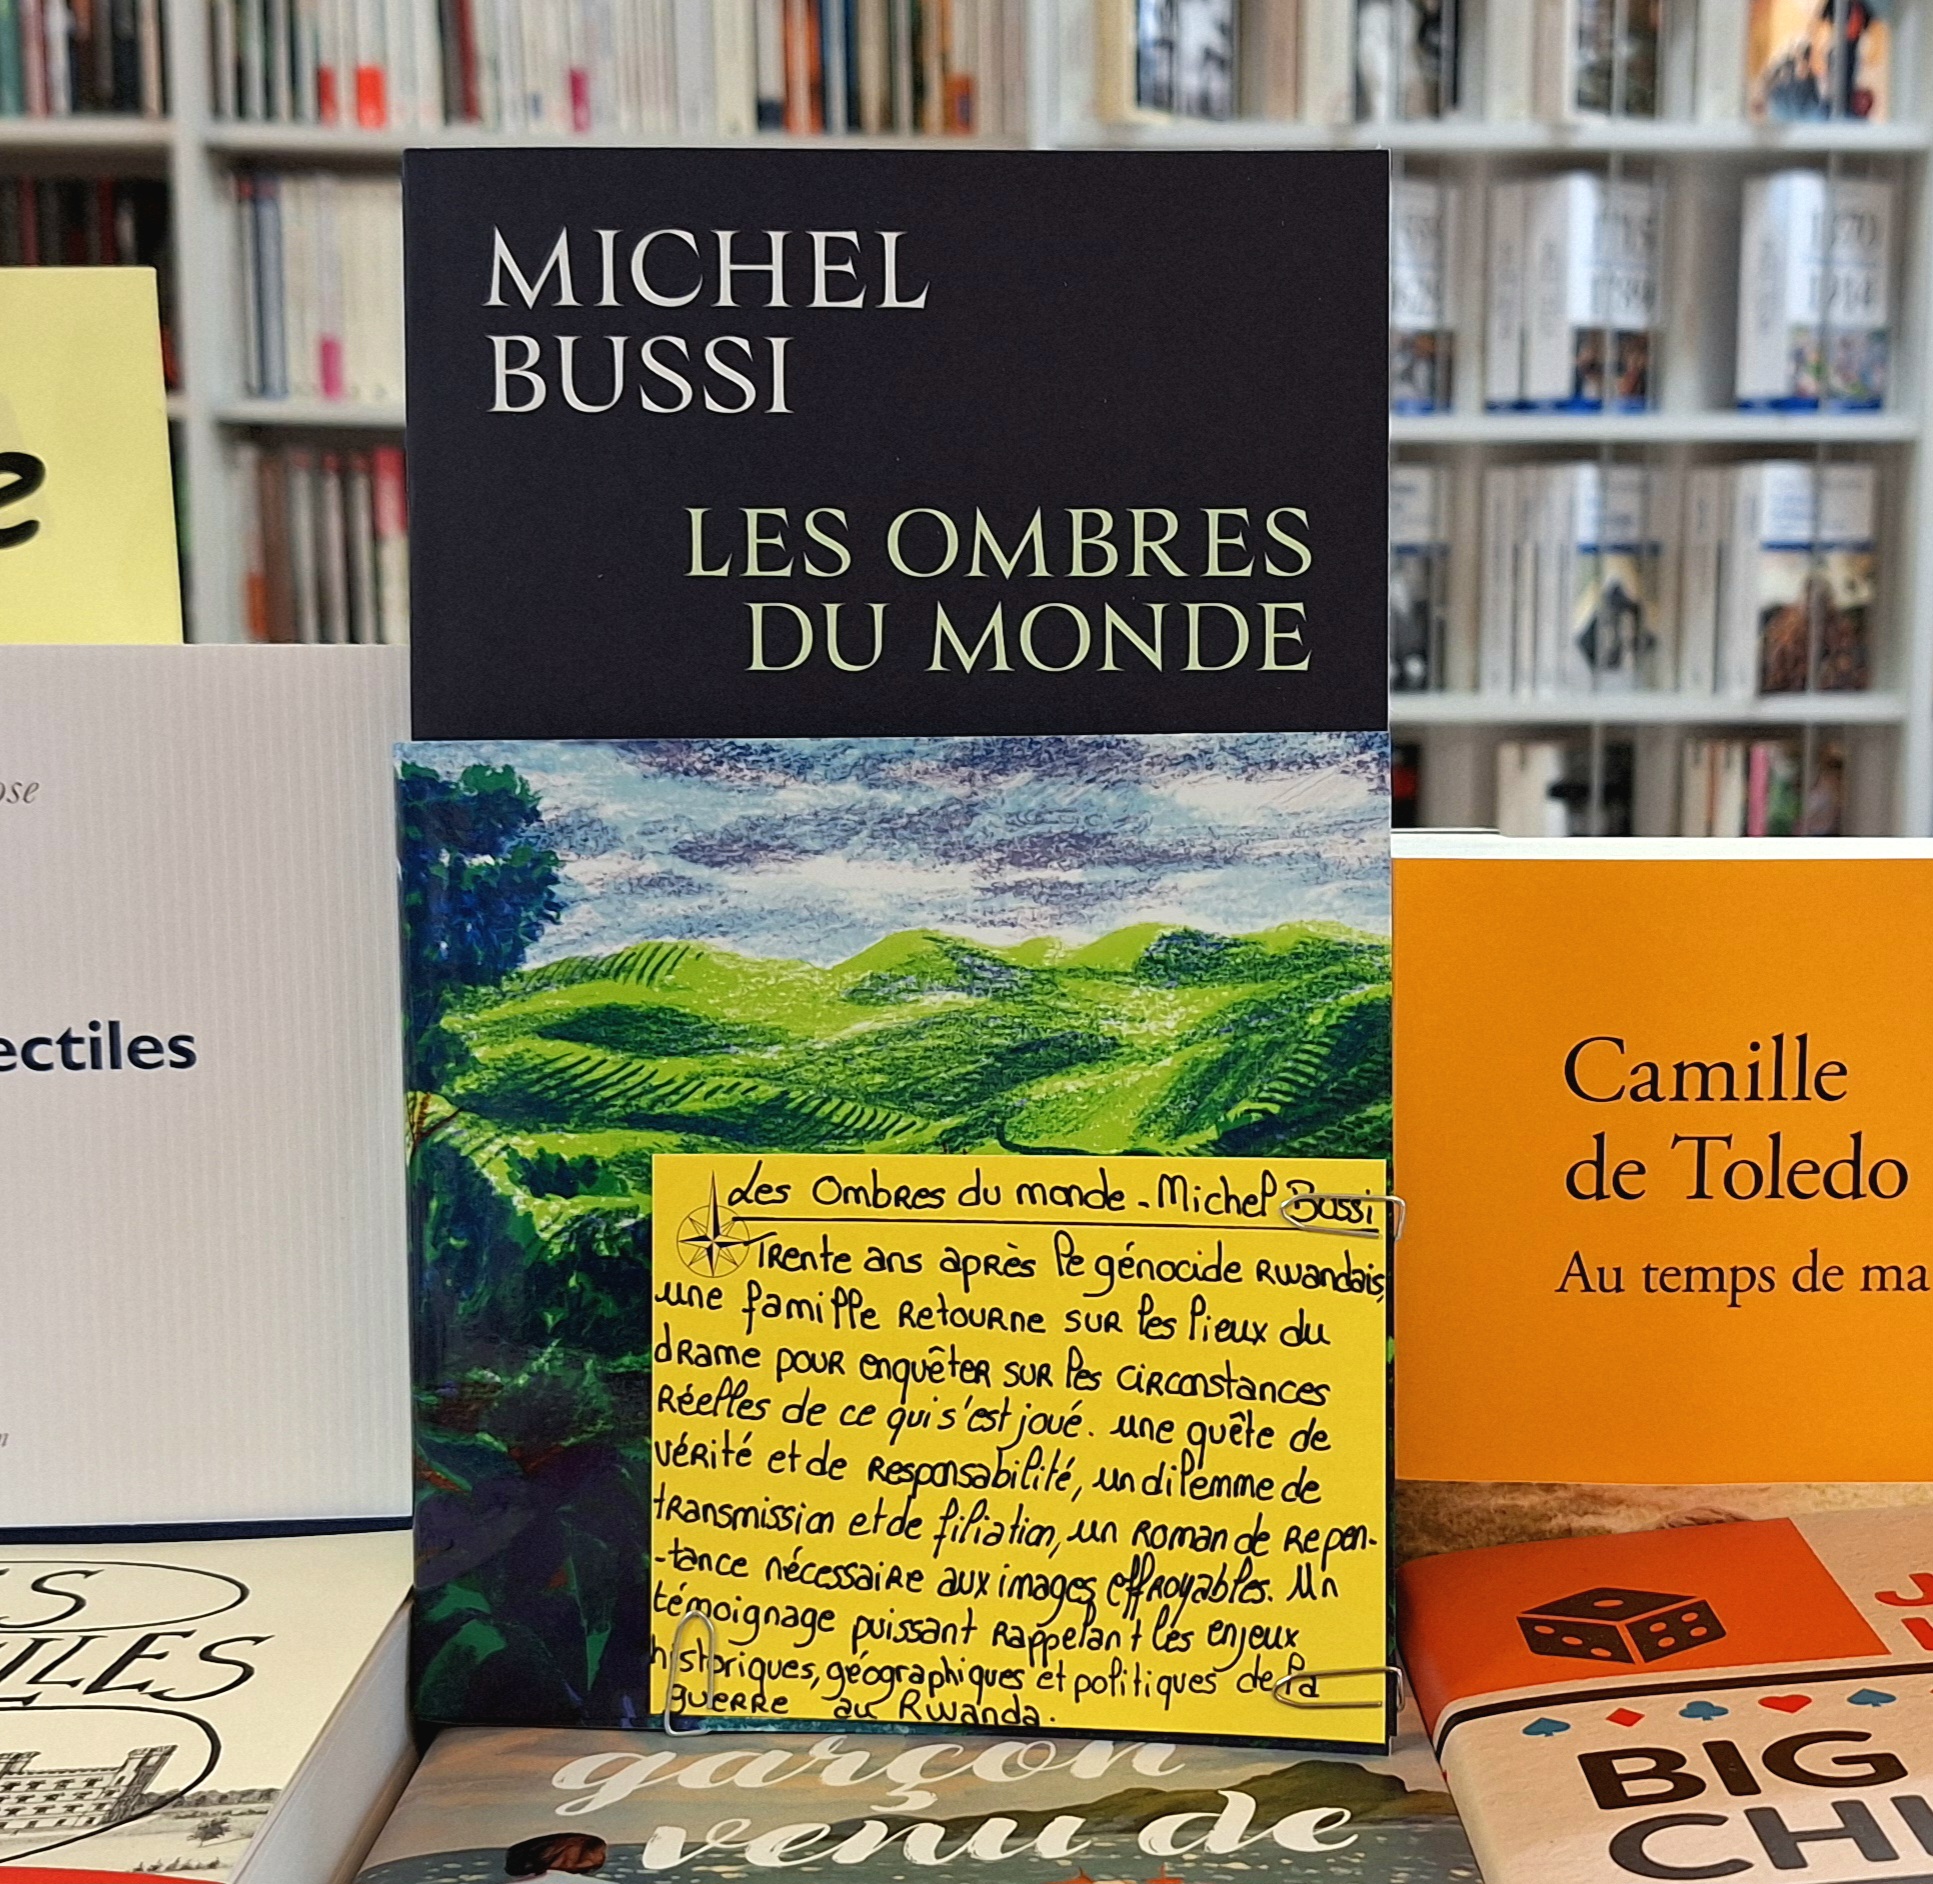 MICHEL
BUSSI
LES OMBRES
DU MONDE
Les Ombres du monde - Michel Bussi
Trente ans après le génocide rwandais,
une famille retourne sur les lieux du
drame pour enquêter sur les circonstances
réelles de ce qui s'est joué. une quête de
vérité et de responsabilité, un dilemme de
transmission et de filiation, un roman de repen-
-tance nécessaire aux images effroyables. Un
témoignage puissant rappelant les enjeux
historiques, géographiques et politiques de la
guerre au Rwanda.
Camille
de Toledo
Au temps de ma
ectiles
garçon
venu de
BIG
CHI
1870
1914